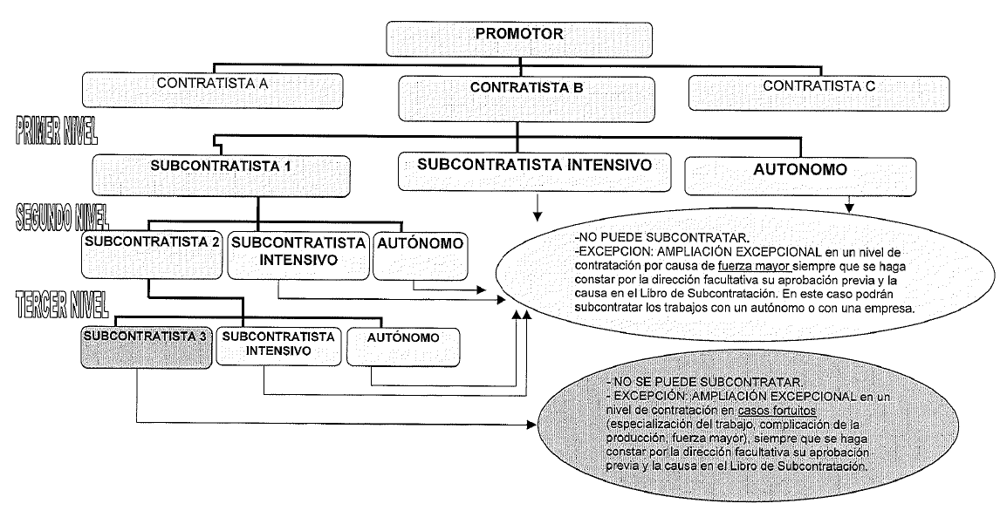 PROMOTOR
CONTRATISTA A
CONTRATISTA B
CONTRATISTA C
PRIMER NIVEL
SUBCONTRATISTA 1
SUBCONTRATISTA INTENSIVO
AUTONOMO
SEGUNDO NIVEL
SUBCONTRATISTA 2
SUBCONTRATISTA
INTENSIVO
AUTÓNOMO
-NO PUEDE SUBCONTRATAR.
-EXCEPCION: AMPLIACIÓN EXCEPCIONAL en un nivel de
contratación por causa de fuerza mayor siempre que se haga
constar por la dirección facultativa su aprobación previa y la
causa en el Libro de Subcontratación. En este caso podrán
subcontratar los trabajos con un autónomo o con una empresa.
TERCER NIVEL
SUBCONTRATISTA 3
SUBCONTRATISTA
INTENSIVO
AUTÓNOMO
- NO SE PUEDE SUBCONTRATAR.
- EXCEPCIÓN: AMPLIACIÓN EXCEPCIONAL en un
nivel de contratación en casos fortuitos
(especialización del trabajo, complicación de la
producción, fuerza mayor), siempre que se haga
constar por la dirección facultativa su aprobación
previa y la causa en el Libro de Subcontratación.